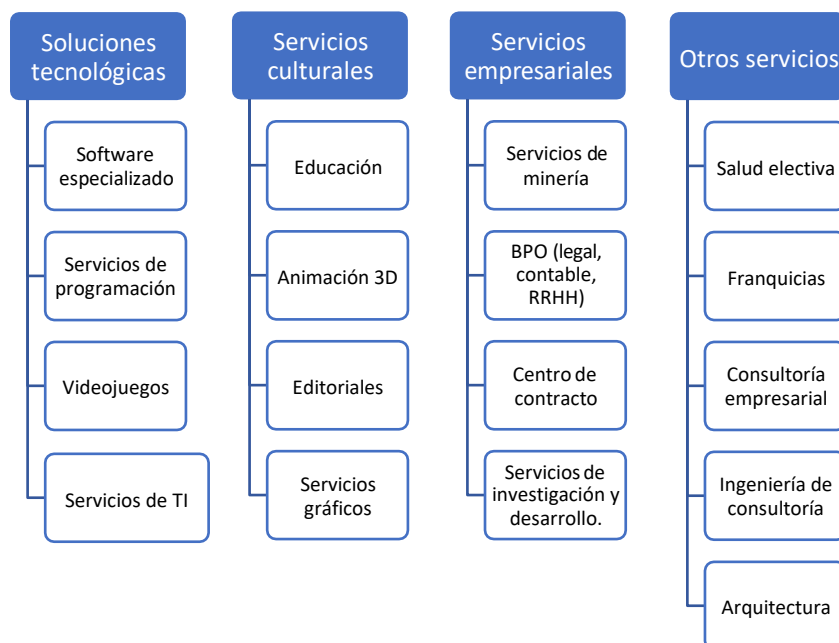 Soluciones
tecnológicas
Software
especializado
Servicios de
programación
Videojuegos
Servicios de TI
Servicios
culturales
Educación
Animación 3D
Editoriales
Servicios
gráficos
Servicios
empresariales
Servicios de
minería
BPO (legal,
contable,
RRHH)
Centro de
contracto
Servicios de
investigación y
desarrollo.
Otros servicios
Salud electiva
Franquicias
Consultoría
empresarial
Ingeniería de
consultoría
Arquitectura